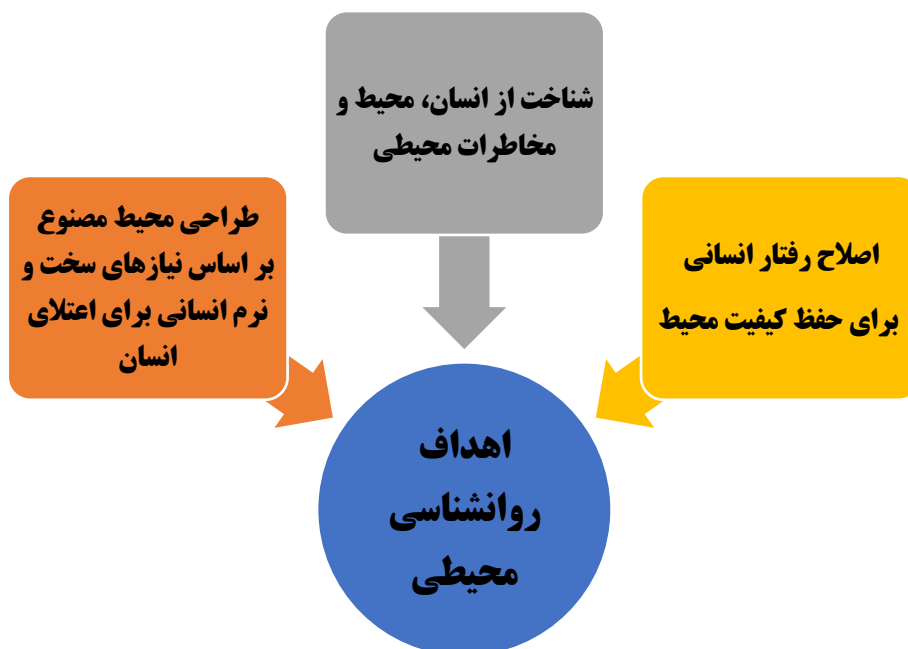 شناخت از انسان، محیط و
مخاطرات محیطی
اصلاح رفتار انسانی
برای حفظ کیفیت محیط
طراحی محیط مصنوع
بر اساس نیازهای سخت و
نرم انسانی برای اعتلای
انسان
اهداف
روانشناسی
محیطی